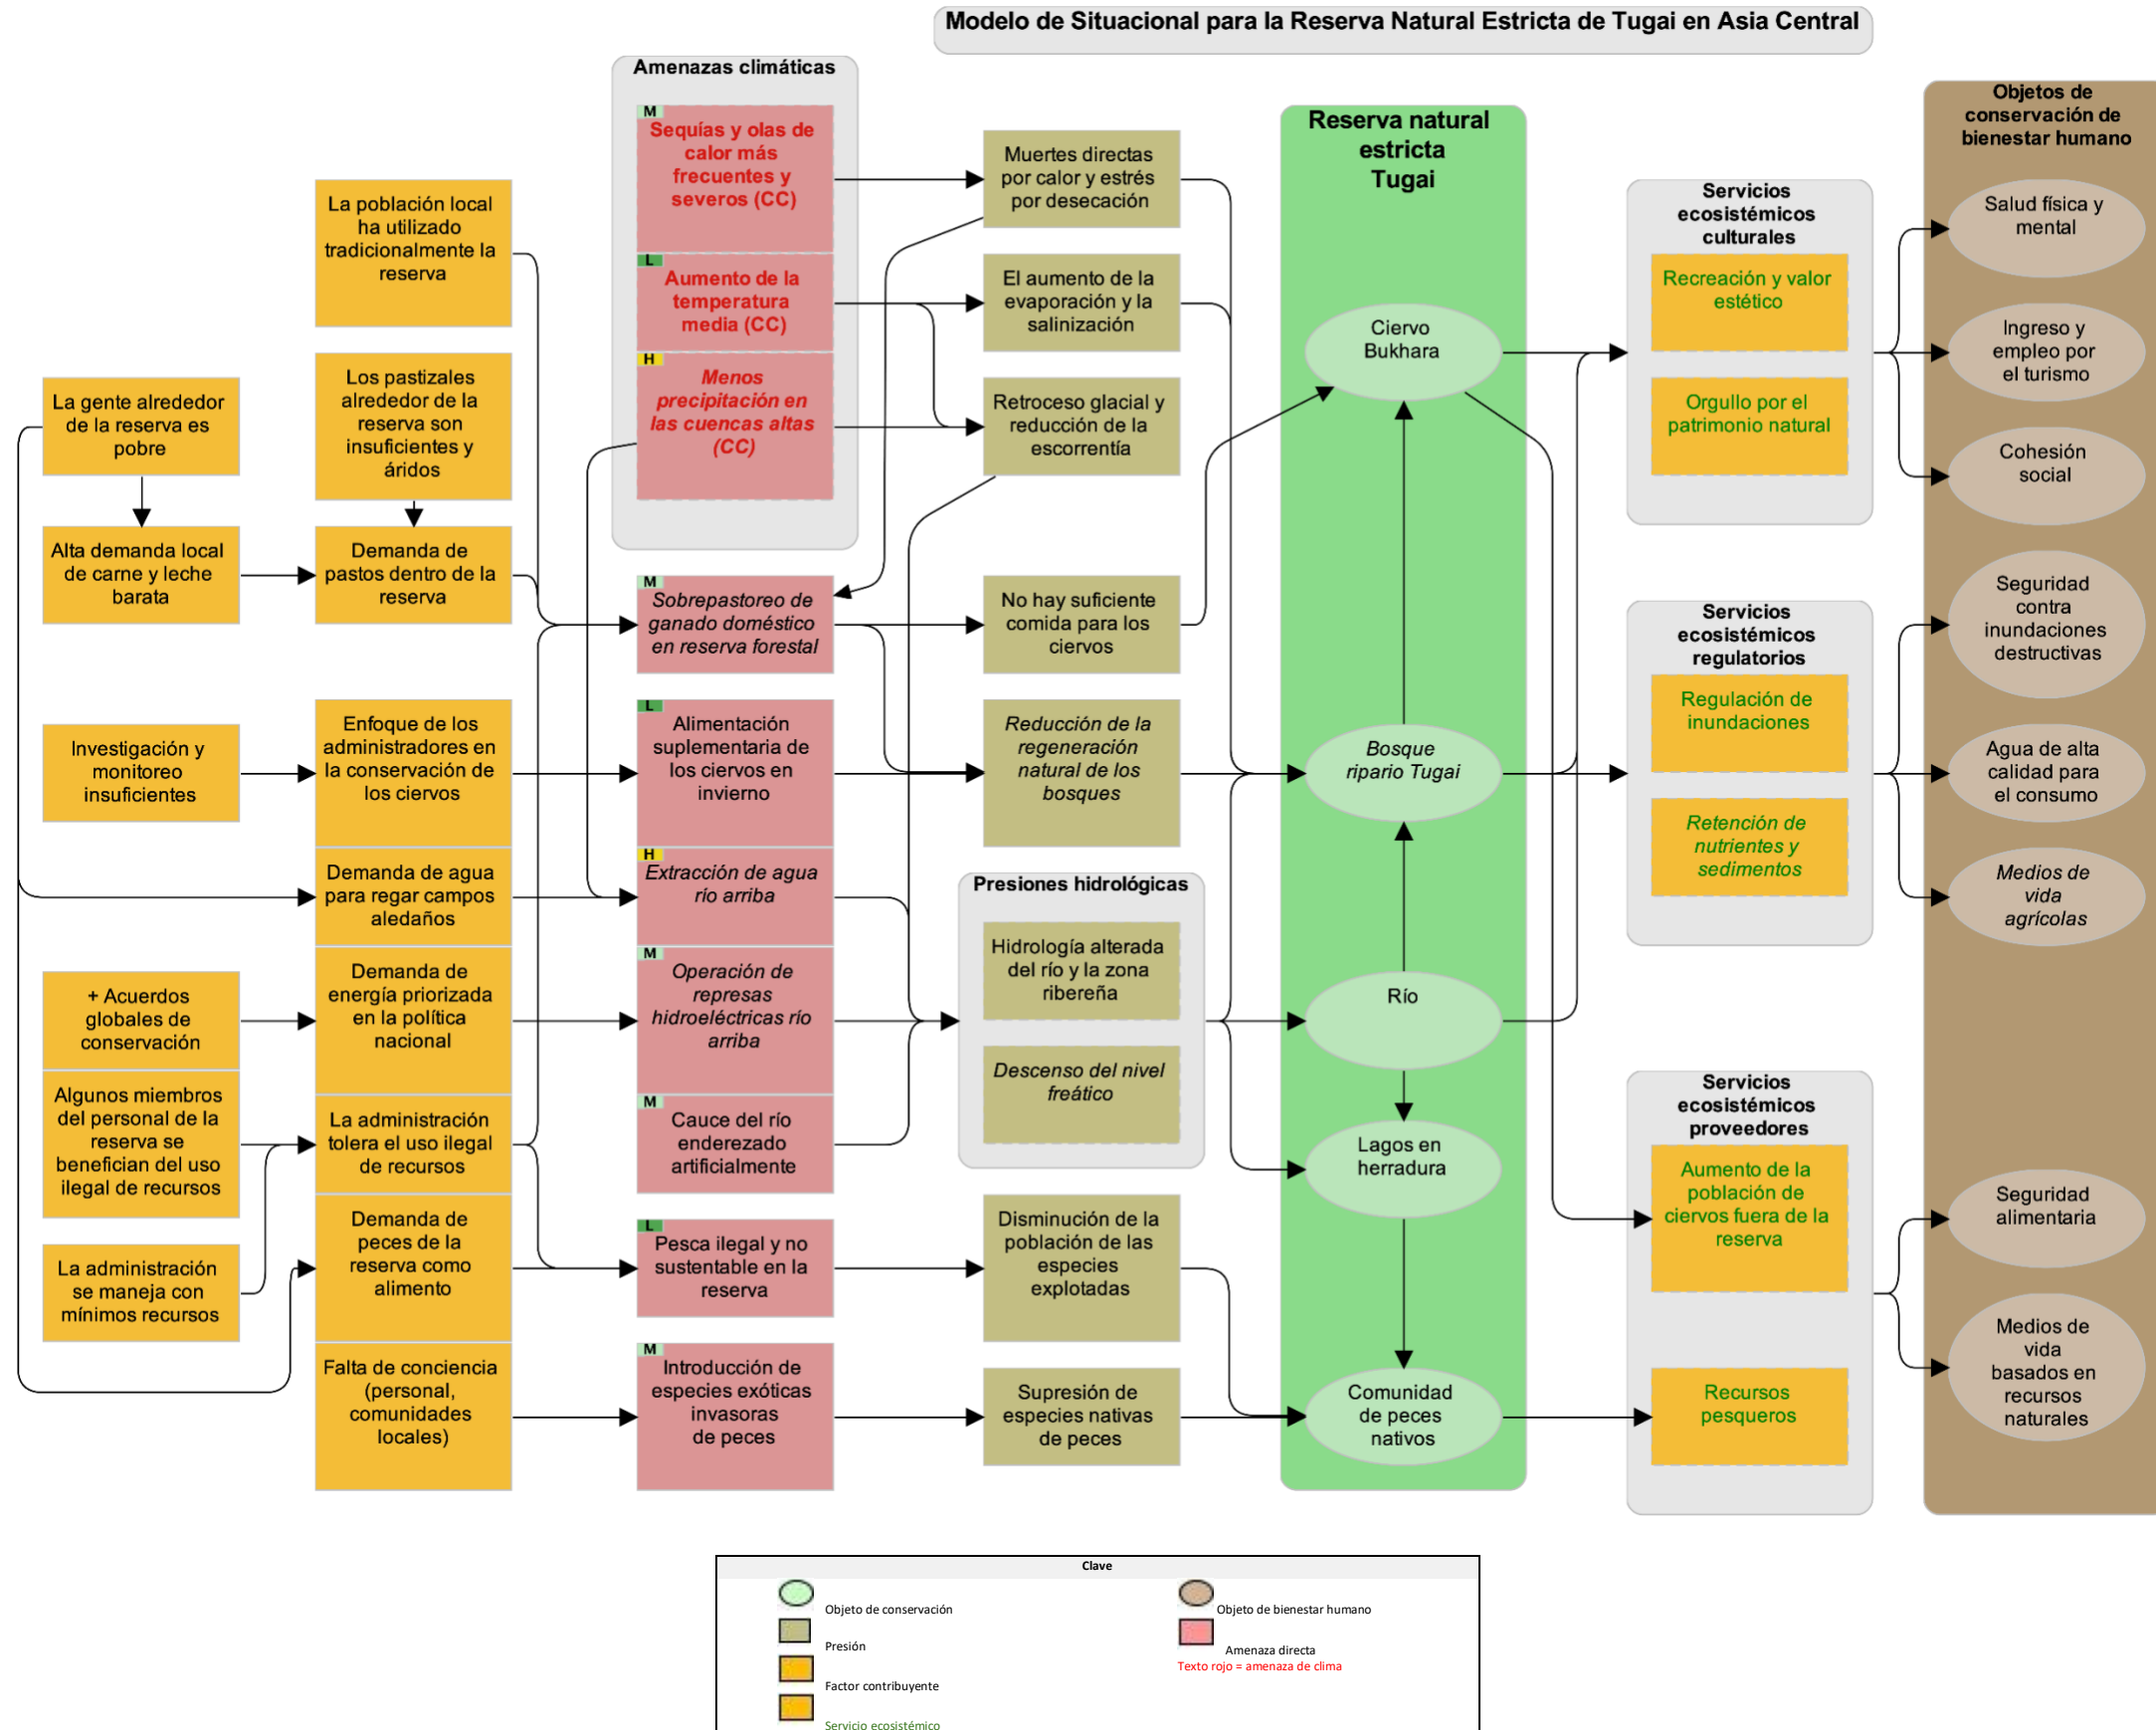 Modelo de Situacional para la Reserva Natural Estricta de Tugai en Asia Central
La gente alrededor
de la reserva es
pobre
Alta demanda local
de carne y leche
barata
Investigación y
monitoreo
insuficientes
+ Acuerdos
globales de
conservación
Algunos miembros
del personal de la
reserva se
benefician del uso
ilegal de recursos
La administración
se maneja con
mínimos recursos
La población local
ha utilizado
tradicionalmente la
reserva
Los pastizales
alrededor de la
reserva son
insuficientes y
áridos
Demanda de
pastos dentro de la
reserva
Enfoque de los
administradores en
la conservación de
los ciervos
Demanda de agua
para regar campos
aledaños
Demanda de
energía priorizada
en la política
nacional
La administración
tolera el uso ilegal
de recursos
Demanda de
peces de la
reserva como
alimento
Falta de conciencia
(personal,
comunidades
locales)
Amenazas climáticas
M
Sequías y olas de
calor más
frecuentes y
severos (CC)
L
Aumento de la
temperatura
media (CC)
H
Menos
precipitación en
las cuencas altas
(CC)
M
Sobrepastoreo de
ganado doméstico
en reserva forestal
L
Alimentación
suplementaria de
los ciervos en
invierno
H
Extracción de agua
río arriba
M
Operación de
represas
hidroeléctricas río
arriba
M
Cauce del río
enderezado
artificialmente
L
Pesca ilegal y no
sustentable en la
reserva
M
Introducción de
especies exóticas
invasoras
de peces
Muertes directas
por calor y estrés
por desecación
El aumento de la
evaporación y la
salinización
Retroceso glacial y
reducción de la
escorrentía
No hay suficiente
comida para los
ciervos
Reducción de la
regeneración
natural de los
bosques
Presiones hidrológicas
Hidrología alterada
del río y la zona
ribereña
Descenso del nivel
freático
Disminución de la
población de las
especies
explotadas
Supresión de
especies nativas
de peces
Reserva natural
estricta
Tugai
Ciervo
Bukhara
Bosque
ripario Tugai
Río
Lagos en
herradura
Comunidad
de peces
nativos
Servicios
ecosistémicos
culturales
Recreación y valor
estético
Orgullo por el
patrimonio natural
Servicios
ecosistémicos
regulatorios
Regulación de
inundaciones
Retención de
nutrientes y
sedimentos
Servicios
ecosistémicos
proveedores
Aumento de la
población de
ciervos fuera de la
reserva
Recursos
pesqueros
Objetos de
conservación de
bienestar humano
Salud física y
mental
Ingreso y
empleo por
el turismo
Cohesión
social
Seguridad
contra
inundaciones
destructivas
Agua de alta
calidad para
el consumo
Medios de
vida
agrícolas
Seguridad
alimentaria
Medios de
vida
basados en
recursos
naturales
Clave
Objeto de conservación
Presión
Factor contribuyente
Servicio ecosistémico
Objeto de bienestar humano
Amenaza directa
Texto rojo = amenaza de clima